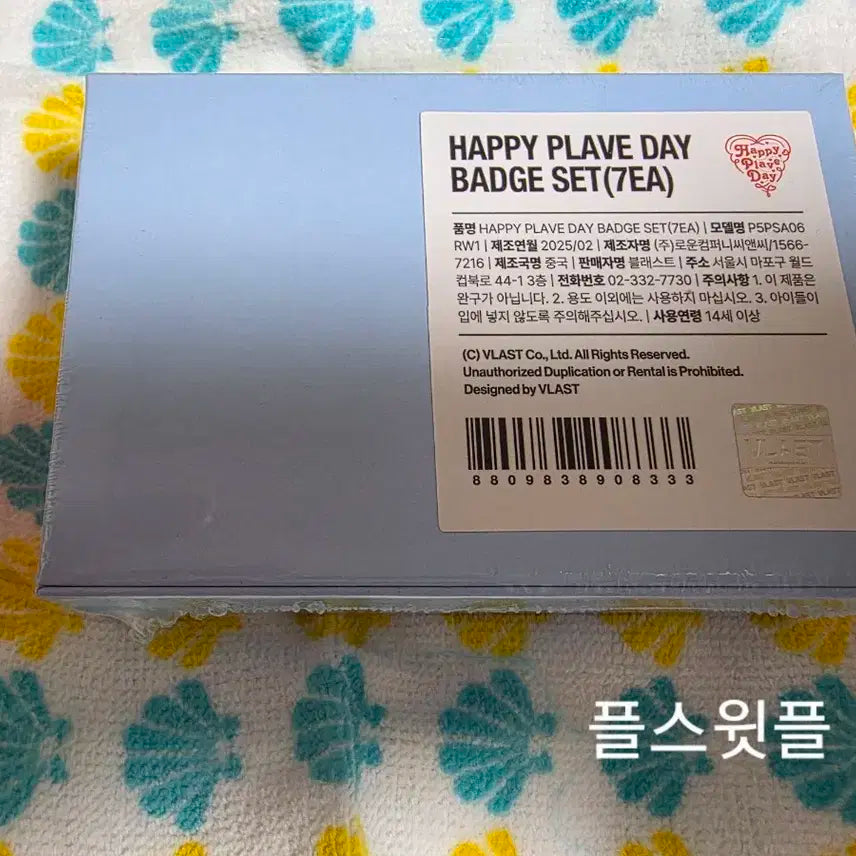 HAPPY PLAVE DAY
BADGE SET(7EA)
Happy
Plave
Day
품명 HAPPY PLAVE DAY BADGE SET(7EA) | 모델명 P5PSA06
RW1 | 제조연월 2025/02 | 제조자명 (주)로운컴퍼니씨앤씨/1566-
7216 | 제조국명 중국 | 판매자명 블래스트 | 주소 서울시 마포구 월드
컵북로 44-1 3층 | 전화번호 02-332-7730 | 주의사항 1. 이 제품은
완구가 아닙니다. 2. 용도 이외에는 사용하지 마십시오. 3. 아이들이
입에 넣지 않도록 주의해주십시오. | 사용연령 14세 이상
(C) VLAST Co., Ltd. All Rights Reserved.
Unauthorized Duplication or Rental is Prohibited.
Designed by VLAST
8809838908333
VLAST
플스윗플